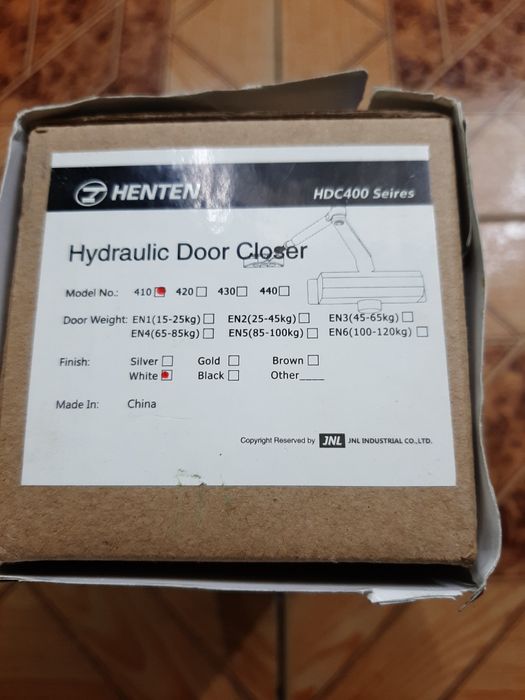 HENTEN HDC400 Seires
Hydraulic Door Closer
Model No.: 410 420 430 440
Door Weight: EN1(15-25kg) EN2(25-45kg) EN3(45-65kg)
EN4(65-85kg) EN5(85-100kg) EN6(100-120kg)
Finish: Silver Gold Brown
White Black Other____
Made In: China
Copyright Reserved by JNL JNL INDUSTRIAL CO.,LTD.